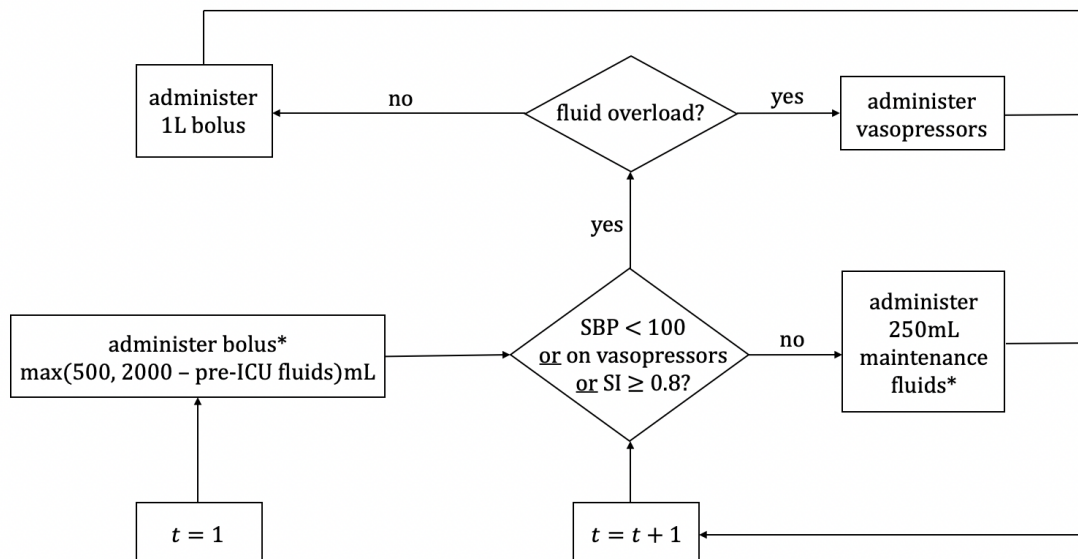 administer
1L bolus
no
fluid overload?
yes
administer
vasopressors
yes
administer bolus*
max(500, 2000 – pre-ICU fluids)mL
SBP < 100
or on vasopressors
or SI ≥ 0.8?
no
administer
250mL
maintenance
fluids*
t = 1
t = t + 1